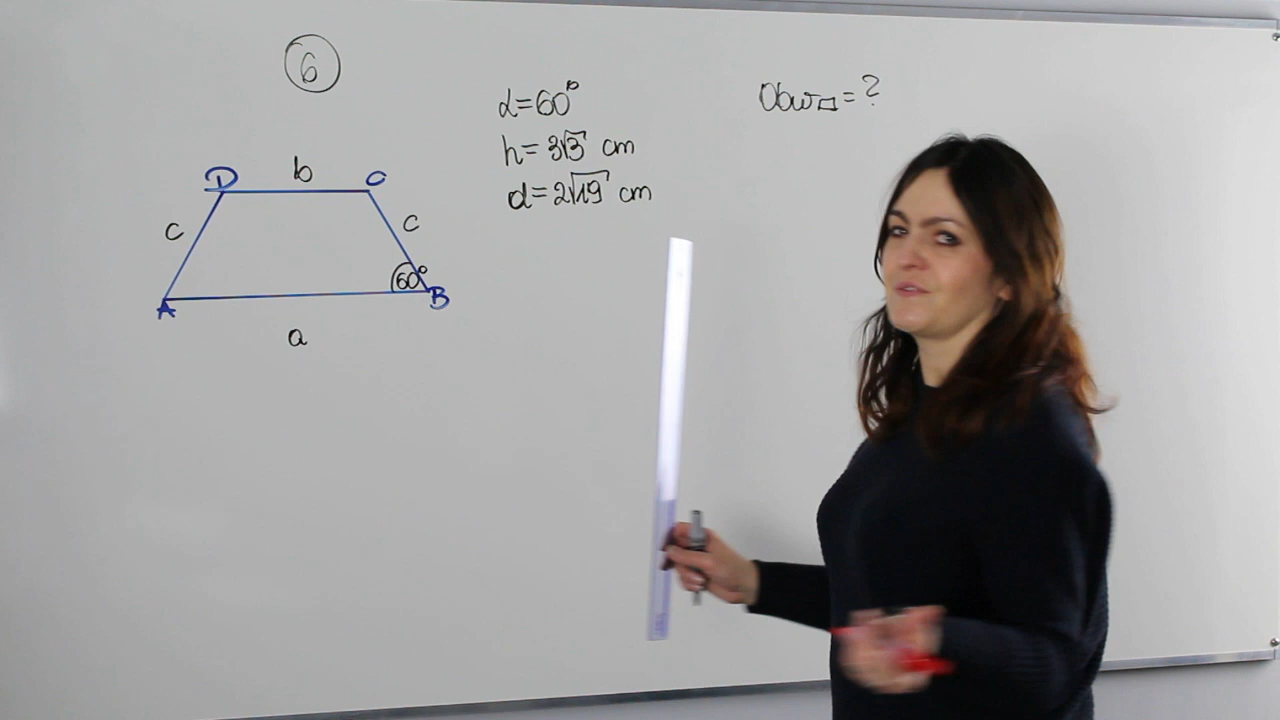 6
α=60°
h=3√3 cm
d=2√19 cm
Obw▱=?
D b C
c c
60°
A B
a